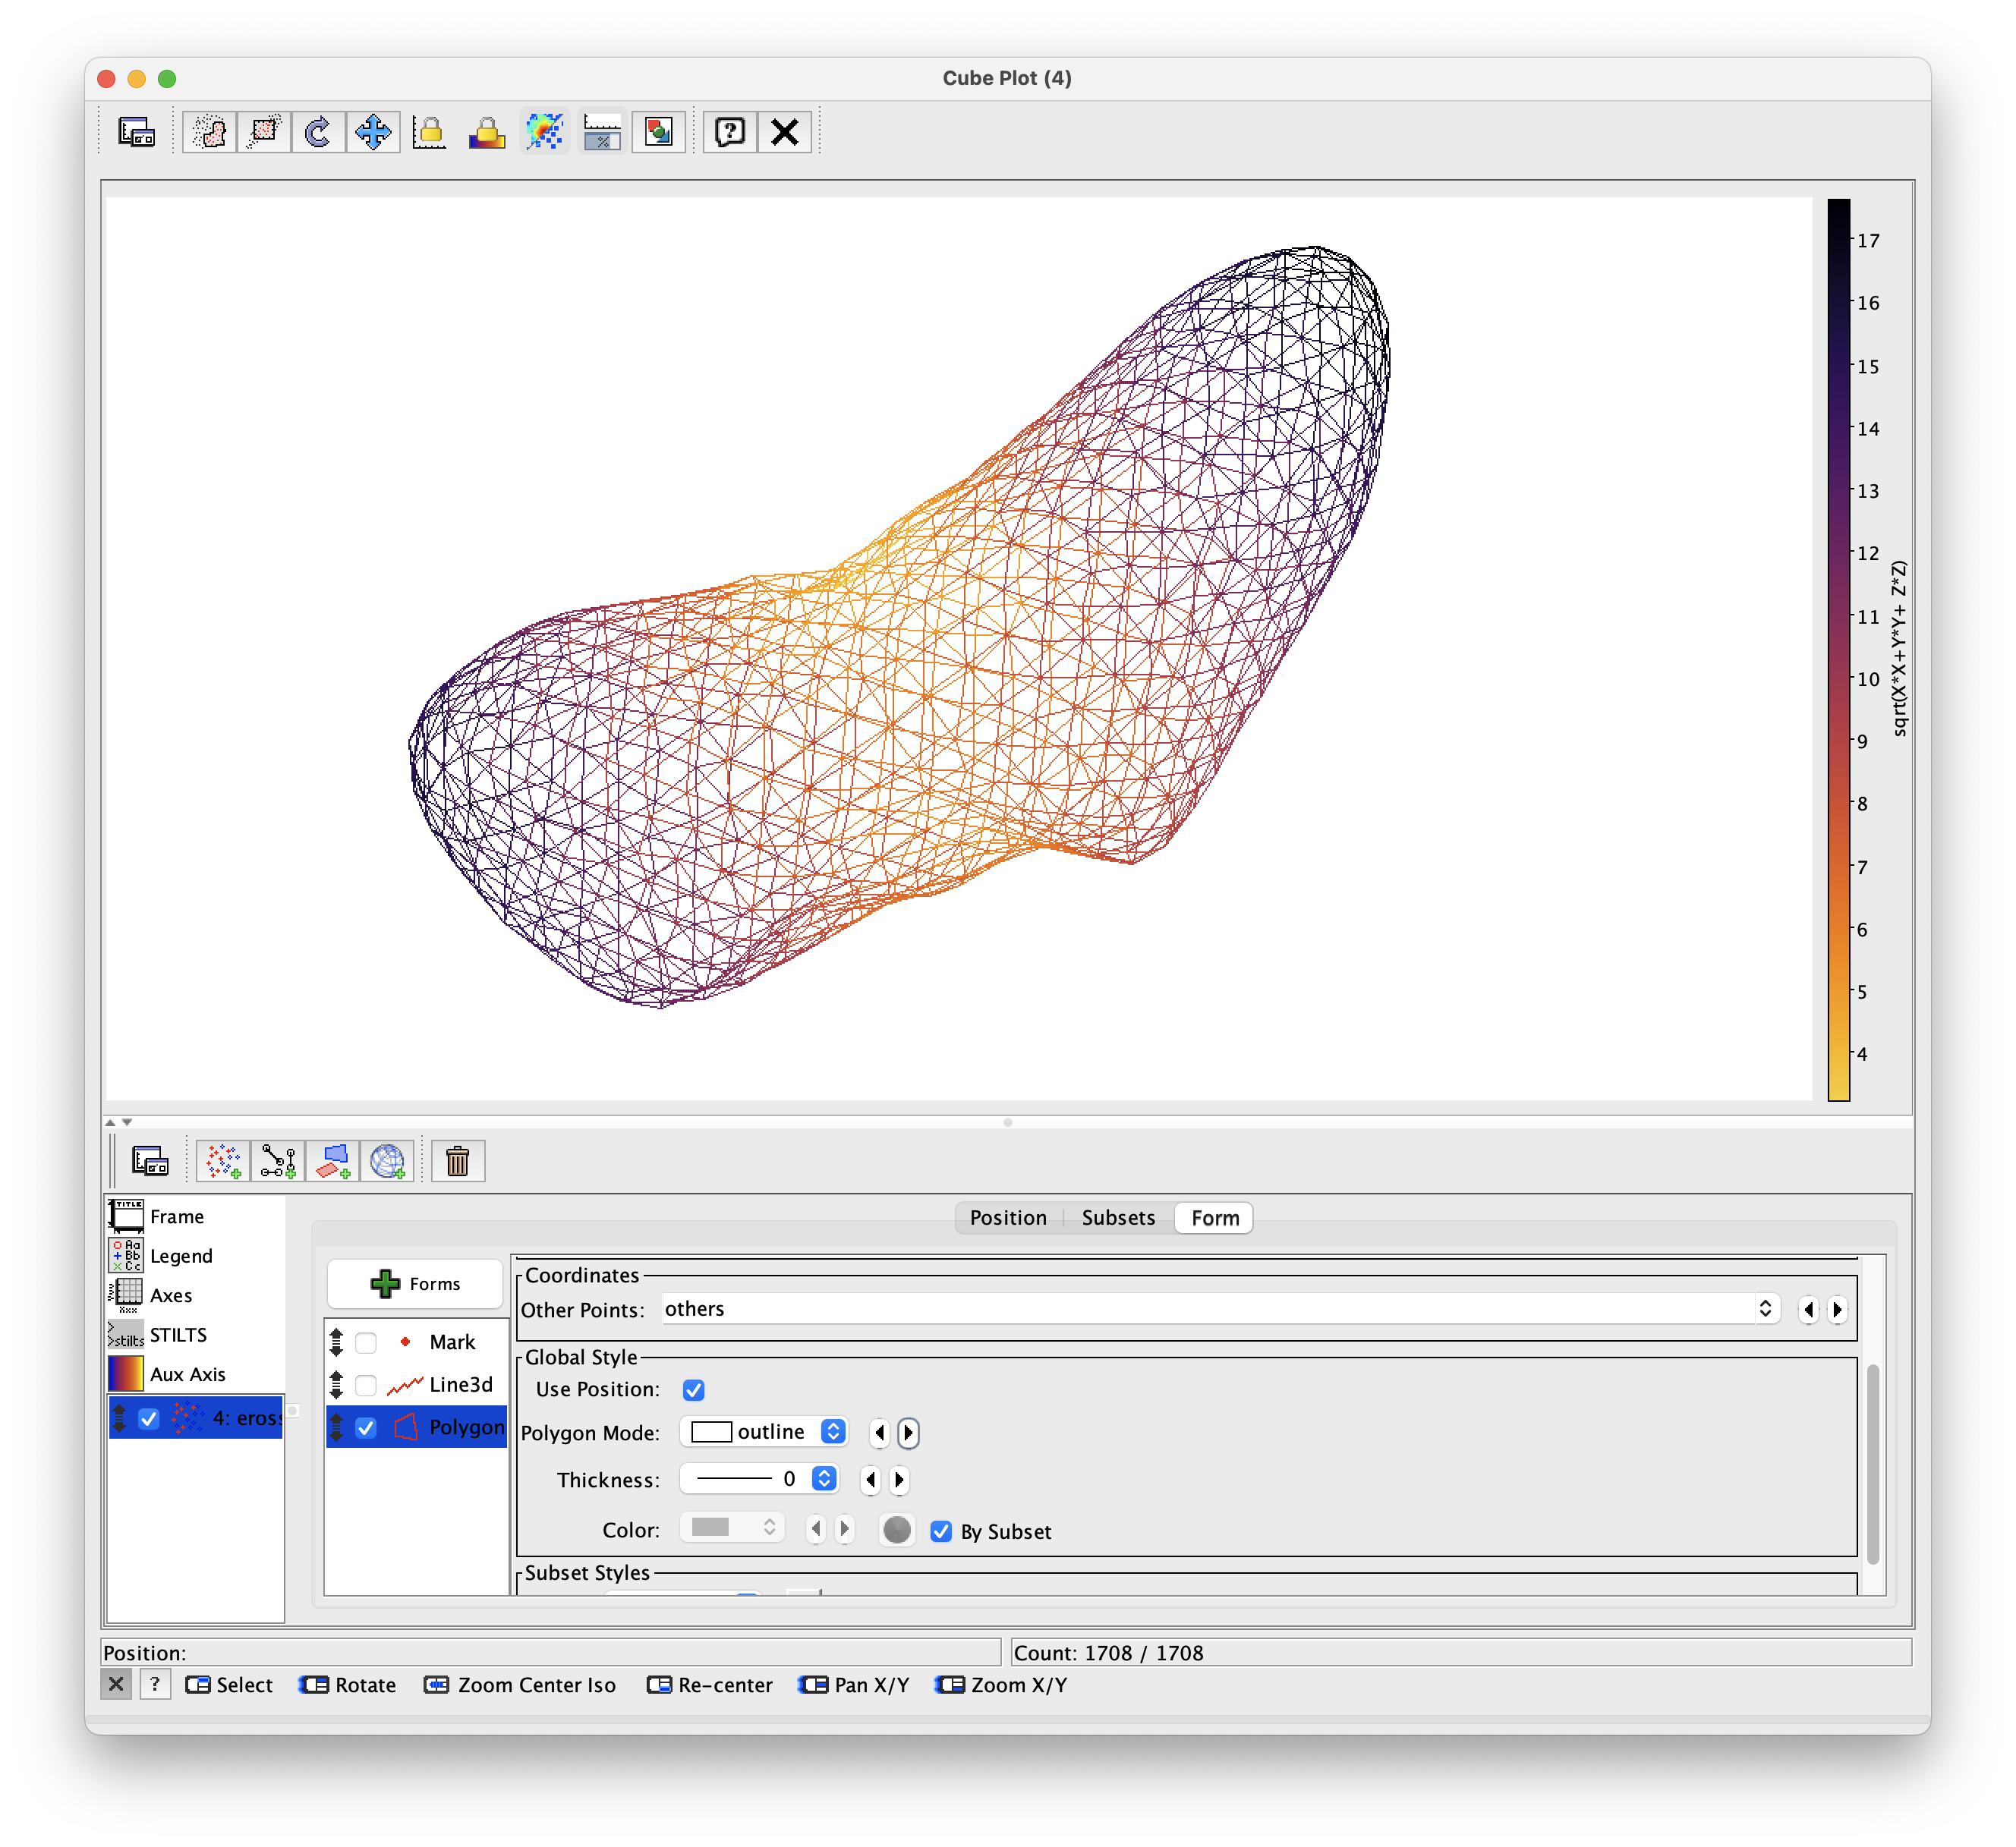 Cube Plot (4)
17
16
15
14
13
12
11
10
9
8
7
6
5
4
sqrt(X*X+Y*Y+ Z*Z)
Frame
Legend
Axes
STILTS
Aux Axis
4: eros
Position
Subsets
Form
Forms
Mark
Line3d
Polygon
Coordinates
Other Points: others
Global Style
Use Position:
Polygon Mode: outline
Thickness: 0
Color: By Subset
Subset Styles
Position:
Count: 1708 / 1708
Select Rotate Zoom Center Iso Re-center Pan X/Y Zoom X/Y